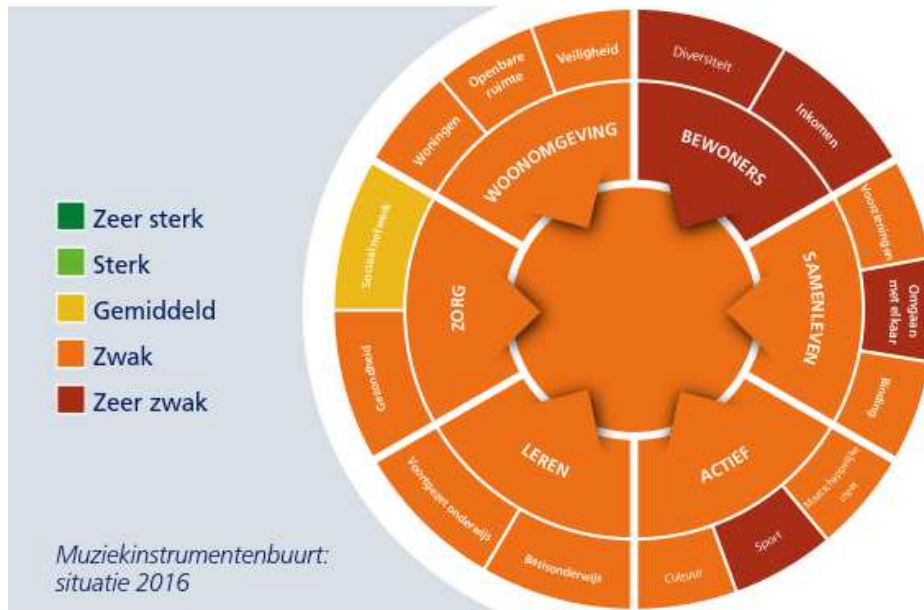 Zeer sterk
Sterk
Gemiddeld
Zwak
Zeer zwak
Muziekinstrumentenbuurt:
situatie 2016
WOONOMGEVING
Woningen
Openbare
ruimte
Veiligheid
BEWONERS
Diversiteit
Inkomen
SAMENLEVEN
Voorzieningen
Omgaan
met elkaar
Binding
ACTIEF
Maatschappelijke
inzet
Sport
Cultuur
LEREN
Basisonderwijs
Voortgezet onderwijs
ZORG
Gezondheid
Sociaal netwerk